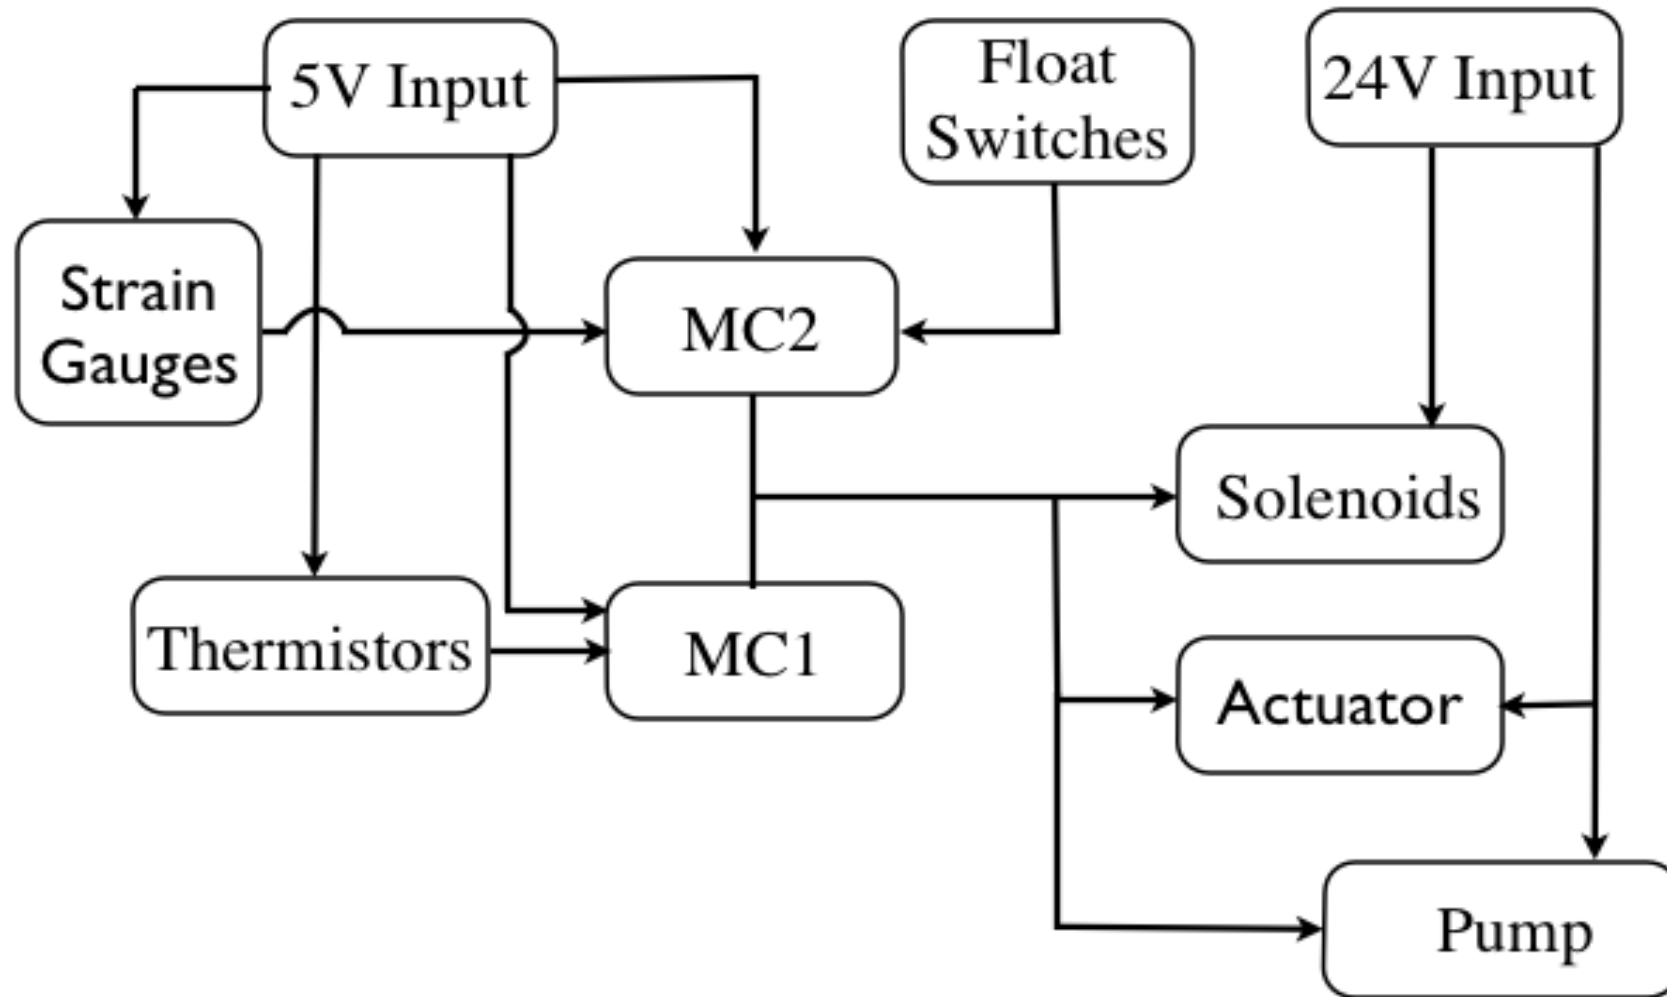 5V Input
Float
Switches
24V Input
Strain
Gauges
MC2
Solenoids
Thermistors
MC1
Actuator
Pump